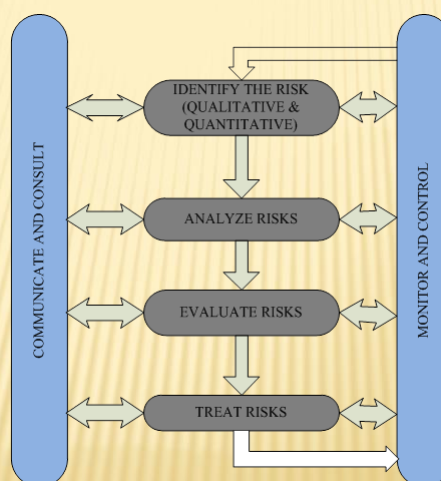 COMMUNICATE AND CONSULT
IDENTIFY THE RISK
(QUALITATIVE &
QUANTITATIVE)
ANALYZE RISKS
EVALUATE RISKS
TREAT RISKS
MONITOR AND CONTROL